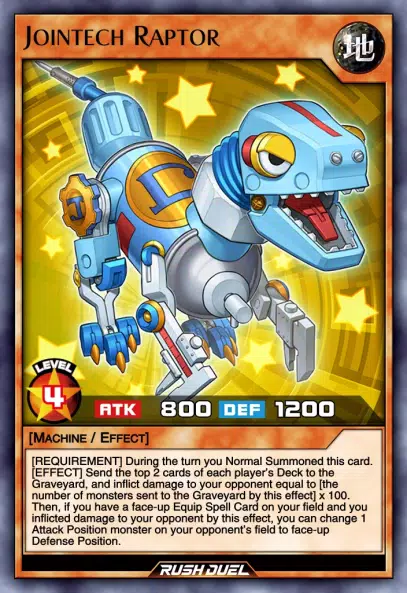 JOINTECH RAPTOR
地
J
LEVEL
4
ATK 800 DEF 1200
[MACHINE / EFFECT]
[REQUIREMENT] During the turn you Normal Summoned this card.
[EFFECT] Send the top 2 cards of each player's Deck to the
Graveyard, and inflict damage to your opponent equal to [the
number of monsters sent to the Graveyard by this effect] x 100.
Then, if you have a face-up Equip Spell Card on your field and you
inflicted damage to your opponent by this effect, you can change 1
Attack Position monster on your opponent's field to face-up
Defense Position.
RUSH DUEL